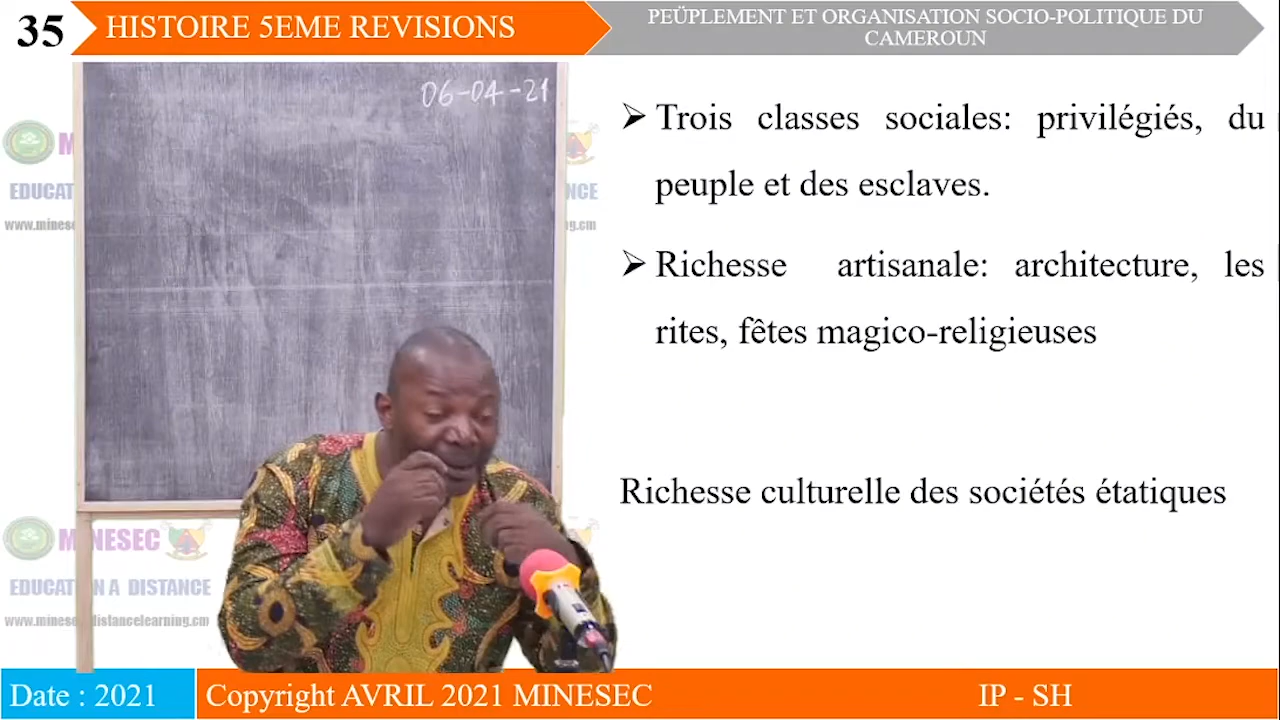 35
HISTOIRE 5EME REVISIONS
PEÜPLEMENT ET ORGANISATION SOCIO-POLITIQUE DU
CAMEROUN
06-04-21
➢ Trois classes sociales: privilégiés, du
peuple et des esclaves.
➢ Richesse artisanale: architecture, les
rites, fêtes magico-religieuses
Richesse culturelle des sociétés étatiques
MINESEC
DISTANCE
Date : 2021
Copyright AVRIL 2021 MINESEC
IP - SH